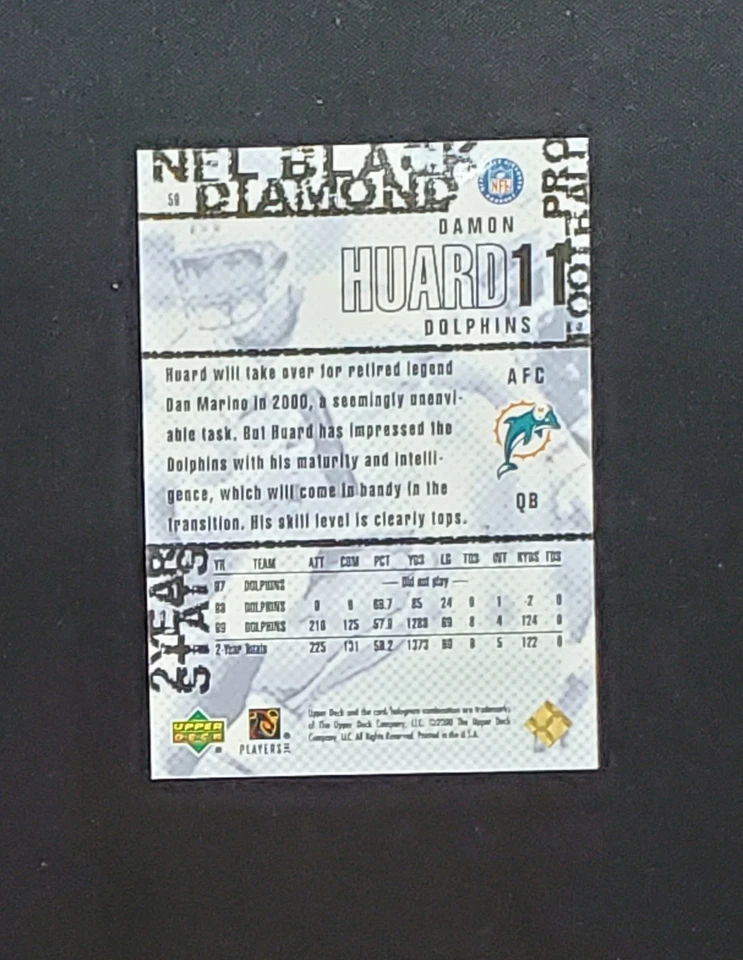 NFL BLACK
DIAMOND
PRO
FOOTBALL
58
NFL
DAMON
HUARD 11
DOLPHINS
Huard will take over for retired legend
Dan Marino in 2000, a seemingly unenvi-
able task. But Huard has impressed the
Dolphins with his maturity and intelli-
gence, which will come in handy in the
transition. His skill level is clearly tops.
AFC
QB
2 YEAR
STATS
YR TEAM ATT COM PCT YDS LG TDS INT RYDS TDS
97 DOLPHINS — Did not play —
98 DOLPHINS 9 6 66.7 85 24 0 1 2 0
99 DOLPHINS 216 125 57.9 1288 69 8 4 124 0
2-Year Totals 225 131 58.2 1373 69 8 5 122 0
UPPER
DECK
PLAYERS INC
Upper Deck and the card/hologram combination are trademarks
of The Upper Deck Company, LLC. ©2000 The Upper Deck
Company, LLC. All Rights Reserved. Printed in the U.S.A.